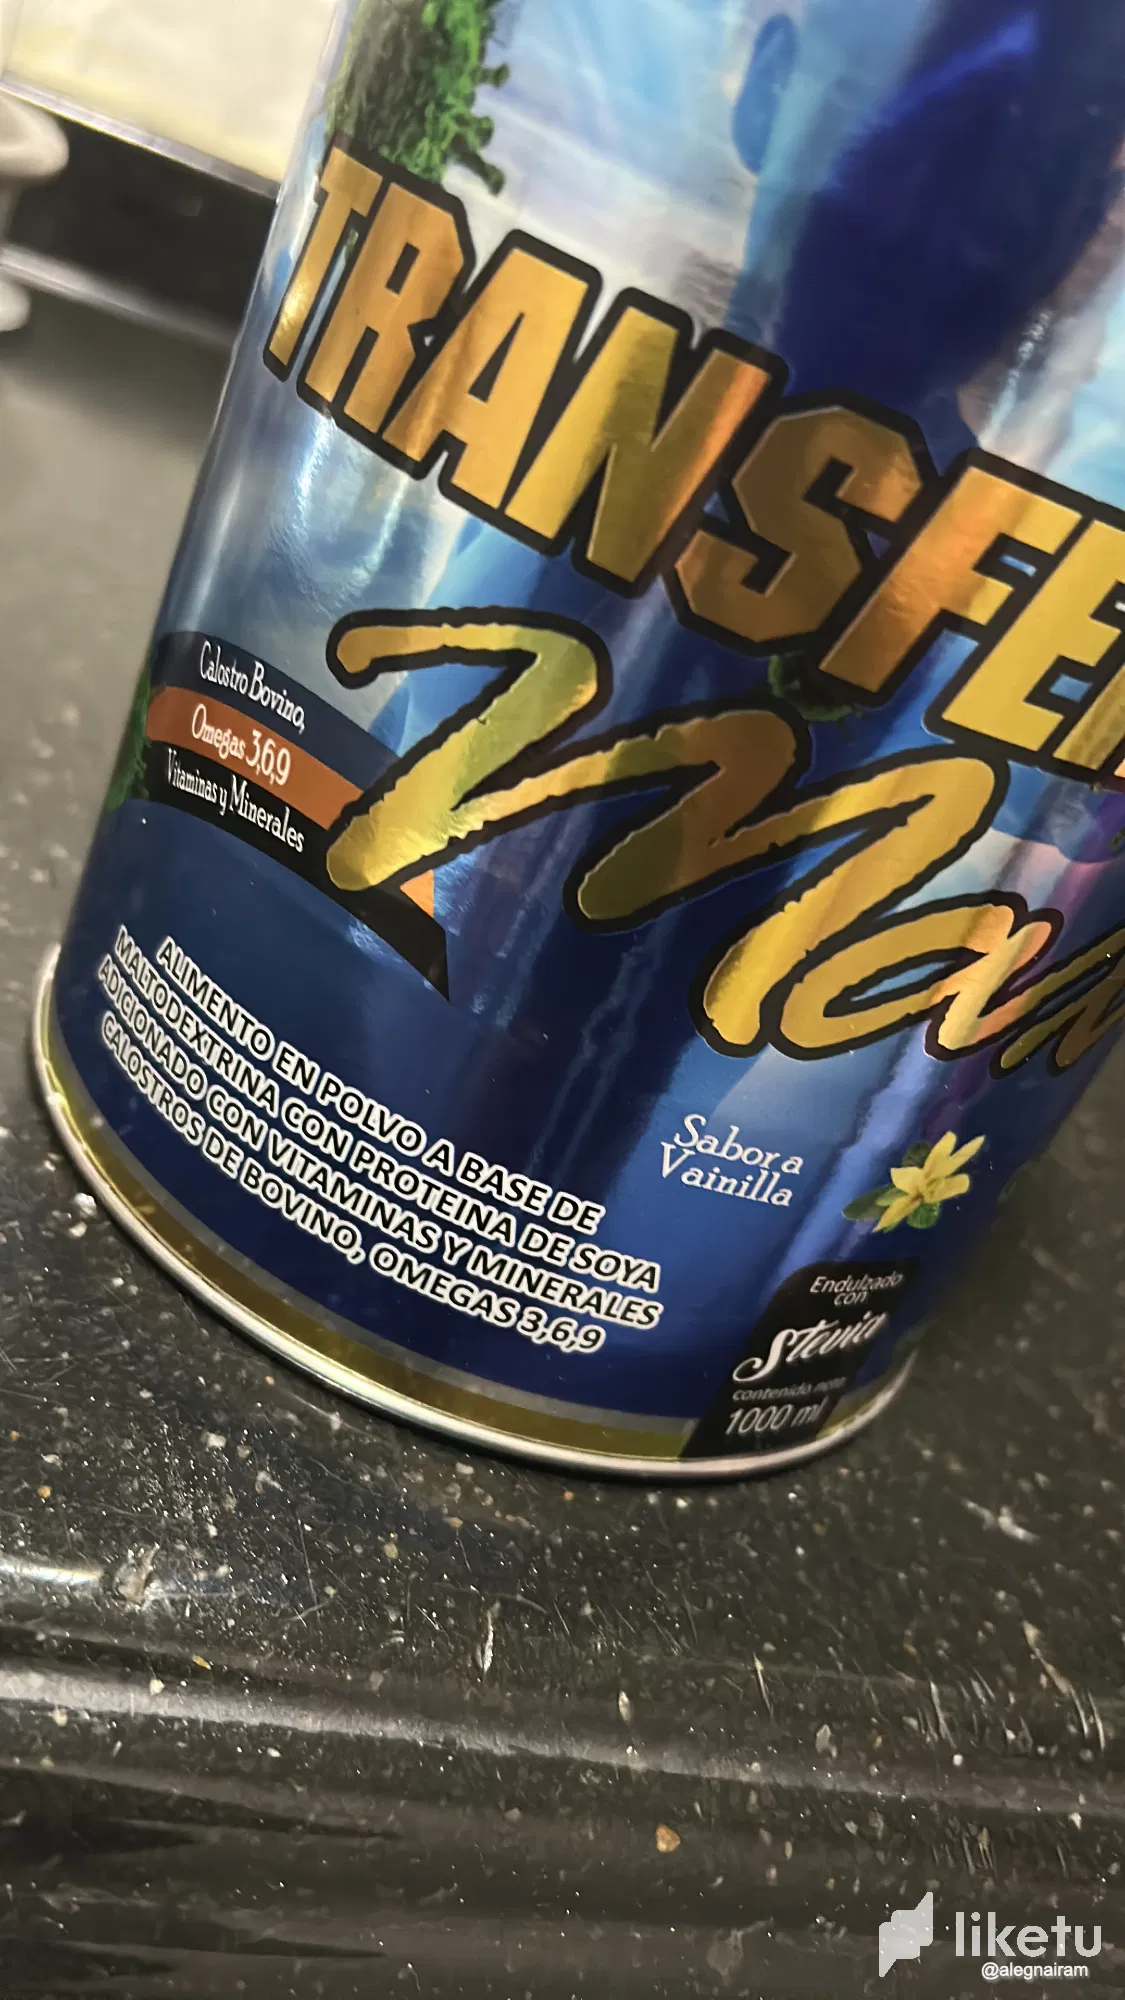 TRANSFE
Calostro Bovino,
Omegas 3,6,9
Vitaminas y Minerales
ALIMENTO EN POLVO A BASE DE
MALTODEXTRINA CON PROTEINA DE SOYA
ADICIONADO CON VITAMINAS Y MINERALES
CALOSTROS DE BOVINO, OMEGAS 3,6,9
Sabor a
Vainilla
Endulzado
con
Stevia
contenido neto
1000 ml
liketu
@alegnairam